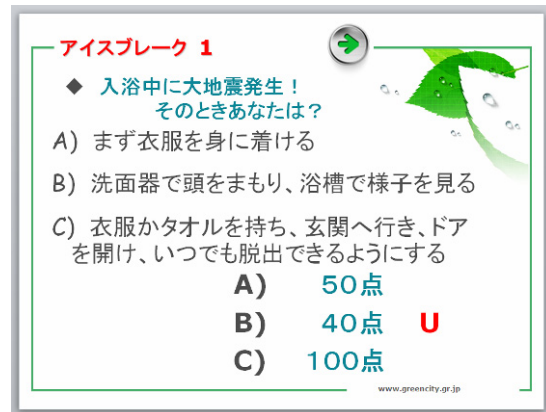 アイスブレーク 1
◆ 入浴中に大地震発生！
そのときあなたは？
A) まず衣服を身に着ける
B) 洗面器で頭をまもり、浴槽で様子を見る
C) 衣服かタオルを持ち、玄関へ行き、ドア
を開け、いつでも脱出できるようにする
A) 50点
B) 40点 U
C) 100点
www.greencity.gr.jp